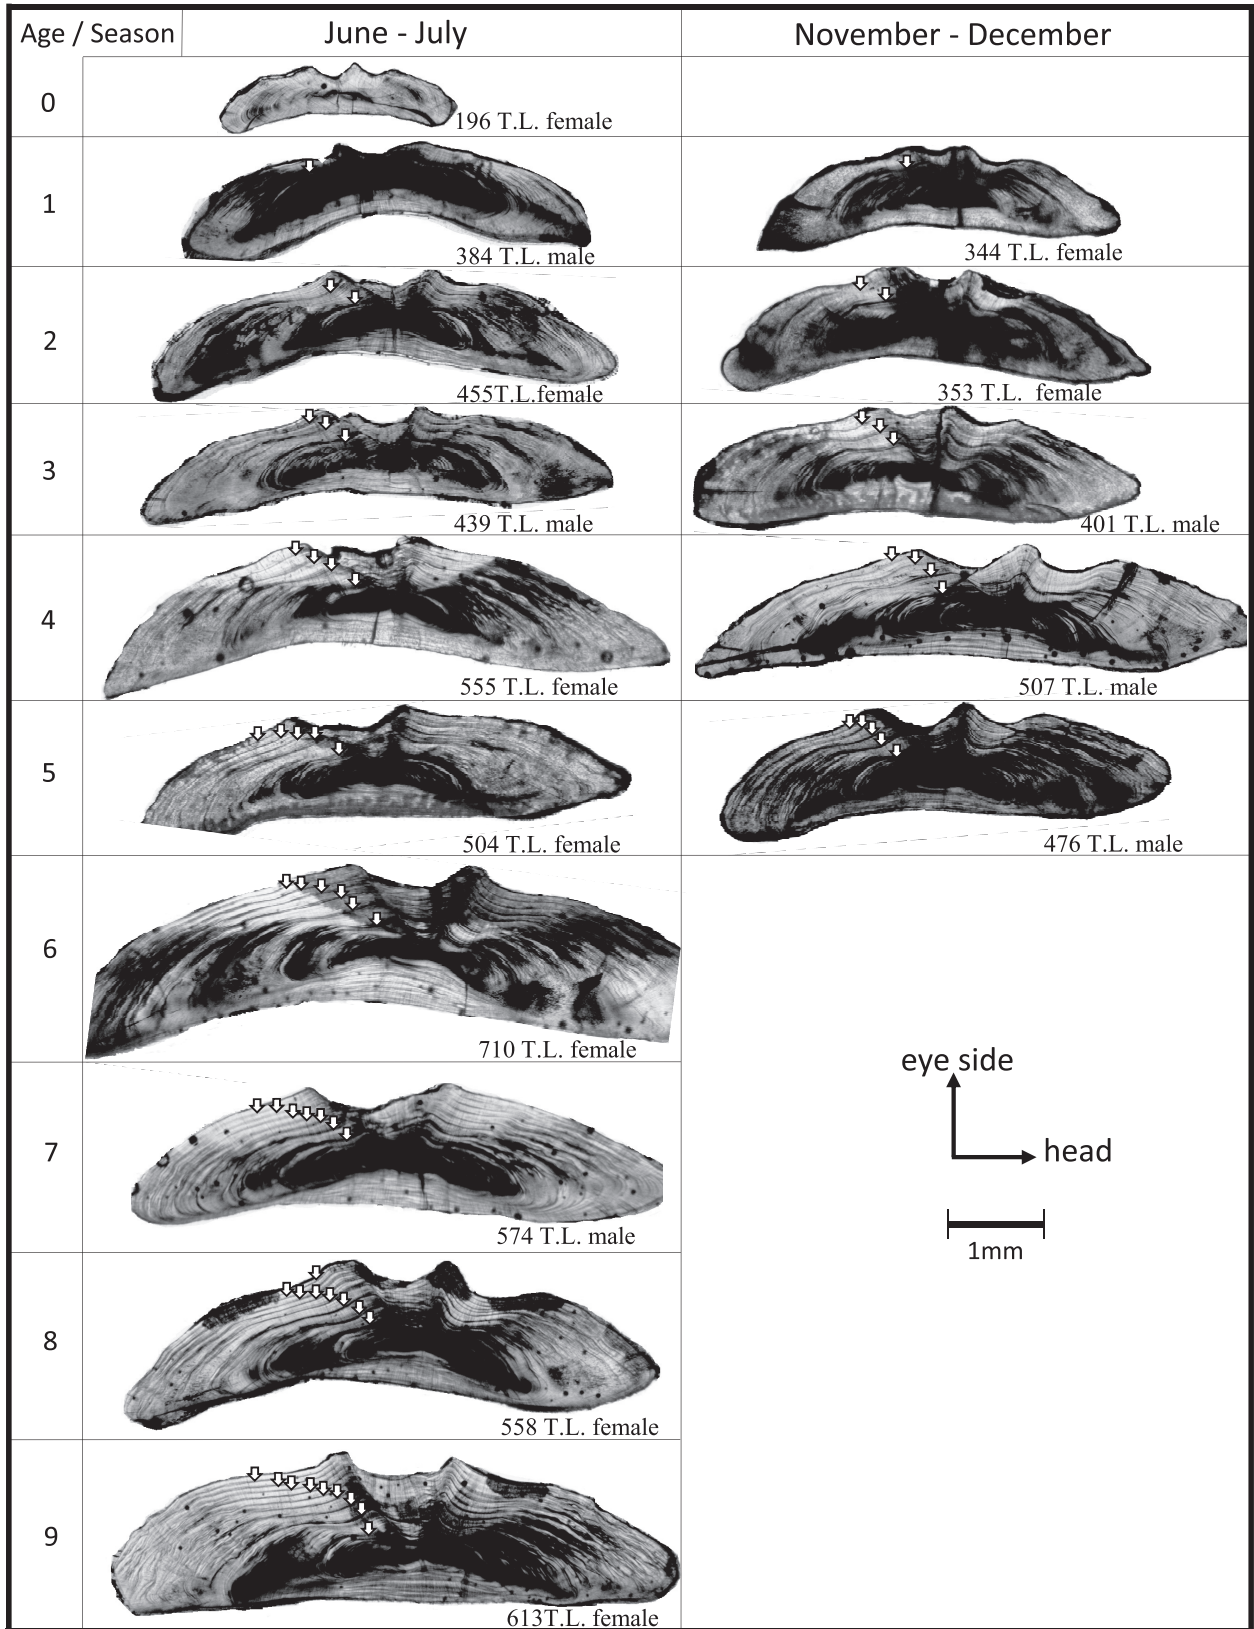 Age / Season June - July November - December
0
196 T.L. female
1
384 T.L. male 344 T.L. female
2
455T.L.female 353 T.L. female
3
439 T.L. male 401 T.L. male
4
555 T.L. female 507 T.L. male
5
504 T.L. female 476 T.L. male
6
710 T.L. female
eye side
7 head
574 T.L. male 1mm
8
558 T.L. female
9
613T.L. female